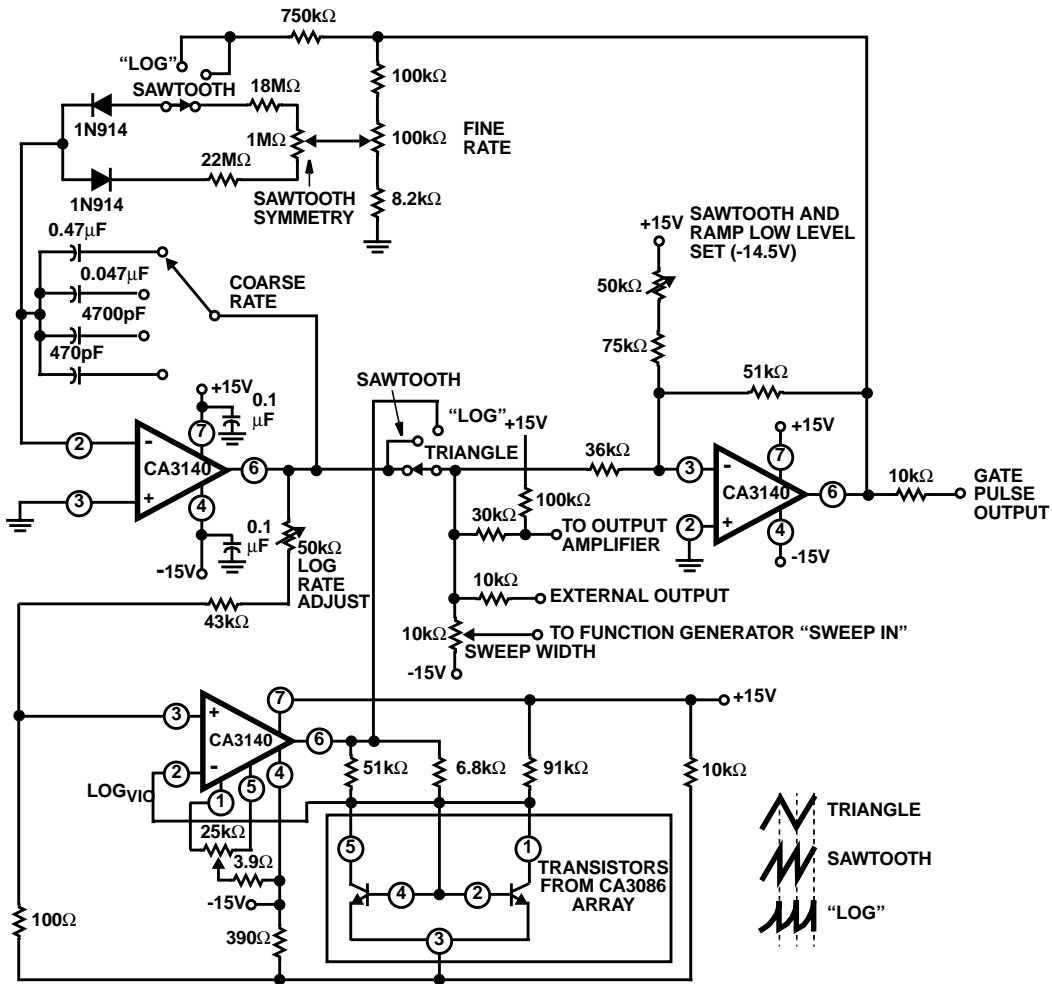 750kΩ
“LOG”
SAWTOOTH
18MΩ
100kΩ
1N914
1MΩ
100kΩ
FINE
RATE
22MΩ
1N914
SAWTOOTH
SYMMETRY
8.2kΩ
0.47µF
0.047µF
4700pF
470pF
COARSE
RATE
+15V
SAWTOOTH AND
RAMP LOW LEVEL
SET (-14.5V)
50kΩ
75kΩ
51kΩ
+15V
0.1
µF
7
2
-
CA3140
6
3
+
4
0.1
µF
-15V
50kΩ
LOG
RATE
ADJUST
43kΩ
SAWTOOTH
“LOG”
+15V
TRIANGLE
36kΩ
100kΩ
30kΩ
TO OUTPUT
AMPLIFIER
10kΩ
EXTERNAL OUTPUT
10kΩ
TO FUNCTION GENERATOR “SWEEP IN”
SWEEP WIDTH
-15V
+15V
7
3
-
CA3140
6
2
+
4
-15V
10kΩ
GATE
PULSE
OUTPUT
7
+15V
3
+
CA3140
6
2
-
4
5
1
LOGVIO
51kΩ
6.8kΩ
91kΩ
10kΩ
25kΩ
3.9Ω
-15V
100Ω
390Ω
5
1
4
2
3
TRANSISTORS
FROM CA3086
ARRAY
TRIANGLE
SAWTOOTH
“LOG”